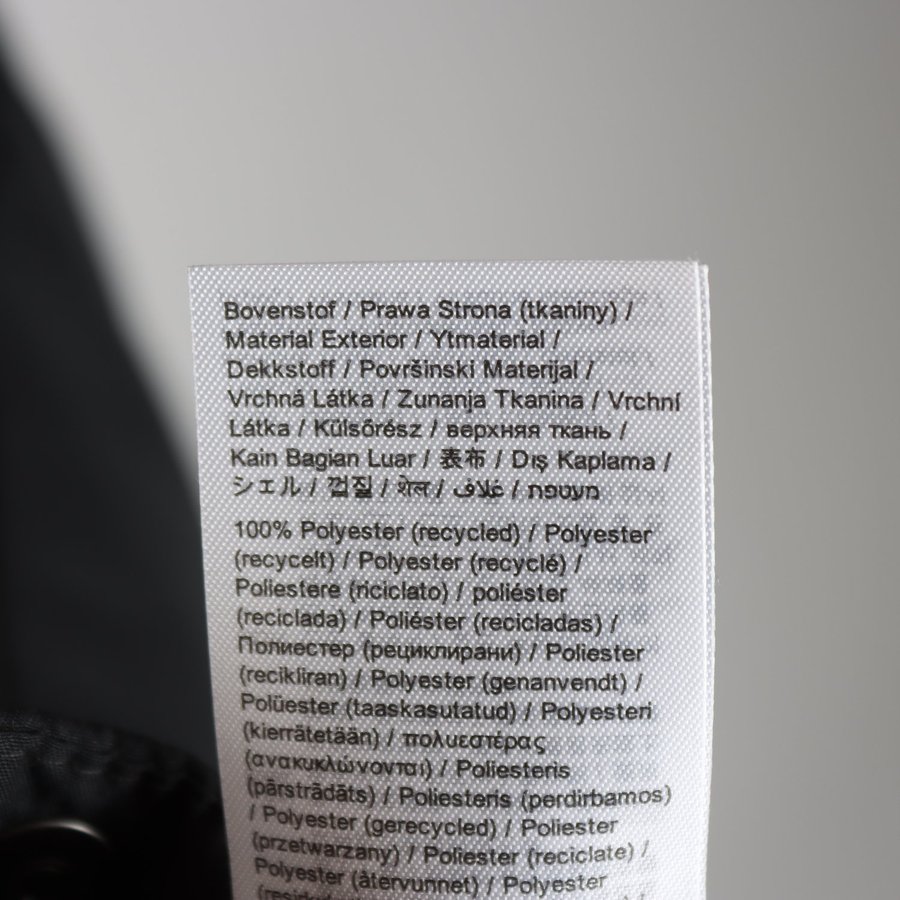 Bovenstof / Prawa Strona (tkaniny) /
Material Exterior / Ytmaterial /
Dekkstoff / Površinski Materijal /
Vrchná Látka / Zunanja Tkanina / Vrchní
Látka / Külsőrész / верхняя ткань /
Kain Bagian Luar / 表布 / Dış Kaplama /
シェル / 껍질 / शेल / غلاف / מעטפת
100% Polyester (recycled) / Polyester
(recycelt) / Polyester (recyclé) /
Poliestere (riciclato) / poliéster
(reciclada) / Poliéster (recicladas) /
Полиестер (рециклирани) / Poliester
(recikliran) / Polyester (genanvendt) /
Polüester (taaskasutatud) / Polyesteri
(kierrätetään) / πολυεστέρας
(ανακυκλώνονται) / Poliesteris
(pārstrādāts) / Poliesteris (perdirbamos)
/ Polyester (gerecycled) / Poliester
(przetwarzany) / Poliester (reciclate) /
Polyester (återvunnet) / Polyester